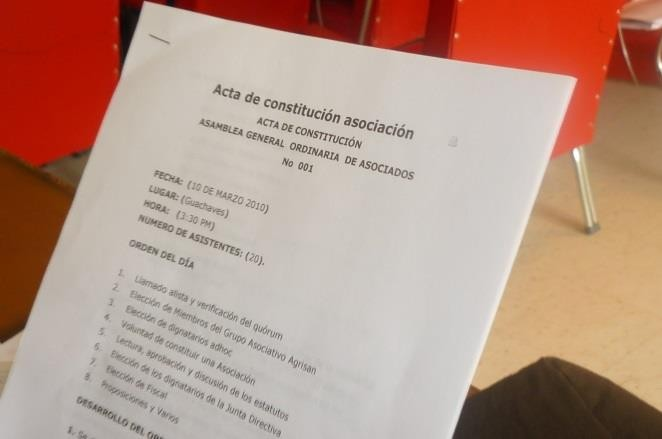 Acta de constitución asociación
ACTA DE CONSTITUCIÓN
ASAMBLEA GENERAL ORDINARIA DE ASOCIADOS
No 001
FECHA: (10 DE MARZO 2010)
LUGAR: (Guachaves)
HORA: (3:30 PM)
NUMERO DE ASISTENTES: (20).
ORDEN DEL DÍA
1. Llamado alista y verificación del quórum
2. Elección de Miembros del Grupo Asociativo Agrisan
3. Elección de dignatarios adhoc
4. Voluntad de constituir una Asociación
5. Lectura, aprobación y discusión de los estatutos
6. Elección de los dignatarios de la Junta Directiva
7. Elección de Fiscal
8. Proposiciones y Varios
DESARROLLO DEL
1. Se